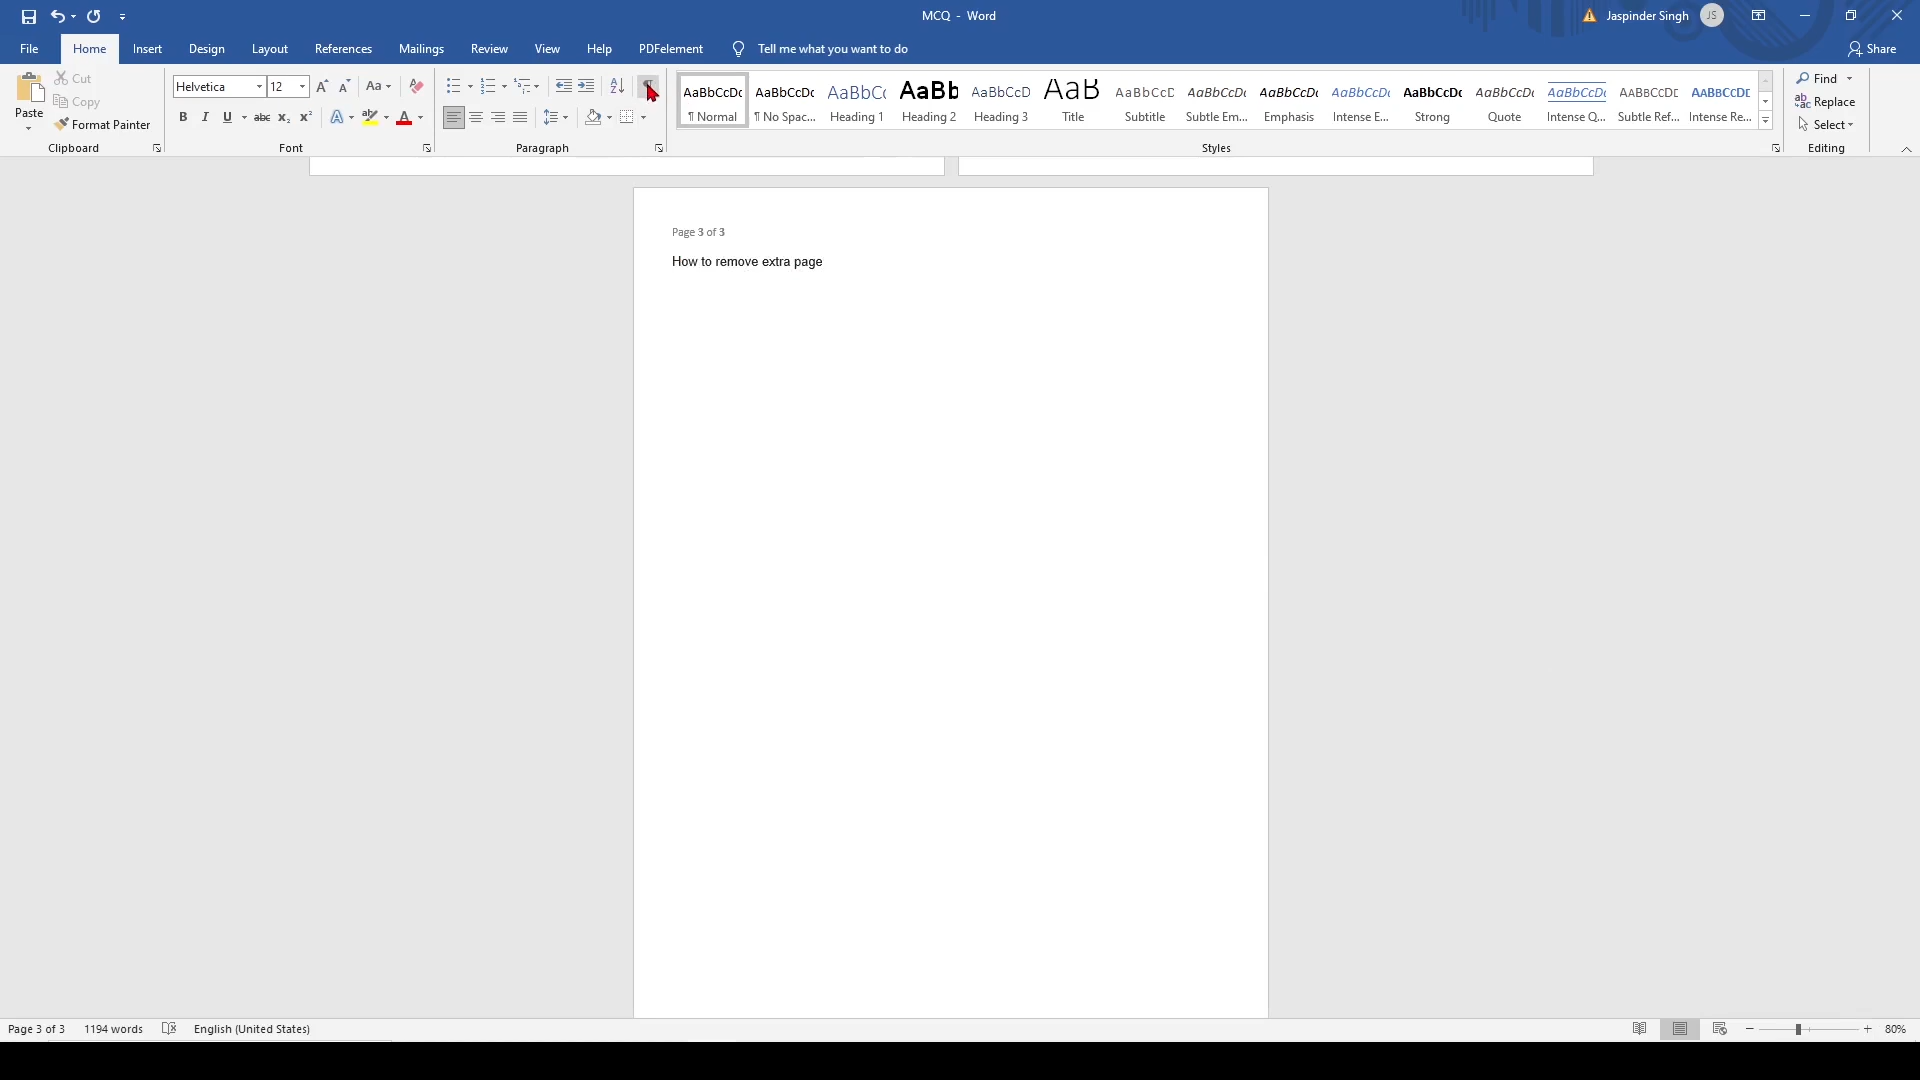 MCQ - Word
Jaspinder Singh
JS
File
Home
Insert
Design
Layout
References
Mailings
Review
View
Help
PDFelement
Tell me what you want to do
Share
Paste
Cut
Copy
Format Painter
Clipboard
Helvetica
12
Font
Paragraph
AaBbCcDc
¶ Normal
AaBbCcDc
¶ No Spac...
AaBbCc
Heading 1
AaBb
Heading 2
AaBbCcD
Heading 3
AaB
Title
AaBbCcD
Subtitle
AaBbCcDc
Subtle Em...
AaBbCcDc
Emphasis
AaBbCcDc
Intense E...
AaBbCcDc
Strong
AaBbCcDc
Quote
AaBbCcDc
Intense Q...
AaBbCcDc
Subtle Ref...
AaBbCcDc
Intense Re...
Styles
Find
Replace
Select
Editing
Page 3 of 3
How to remove extra page
Page 3 of 3
1194 words
English (United States)
80%